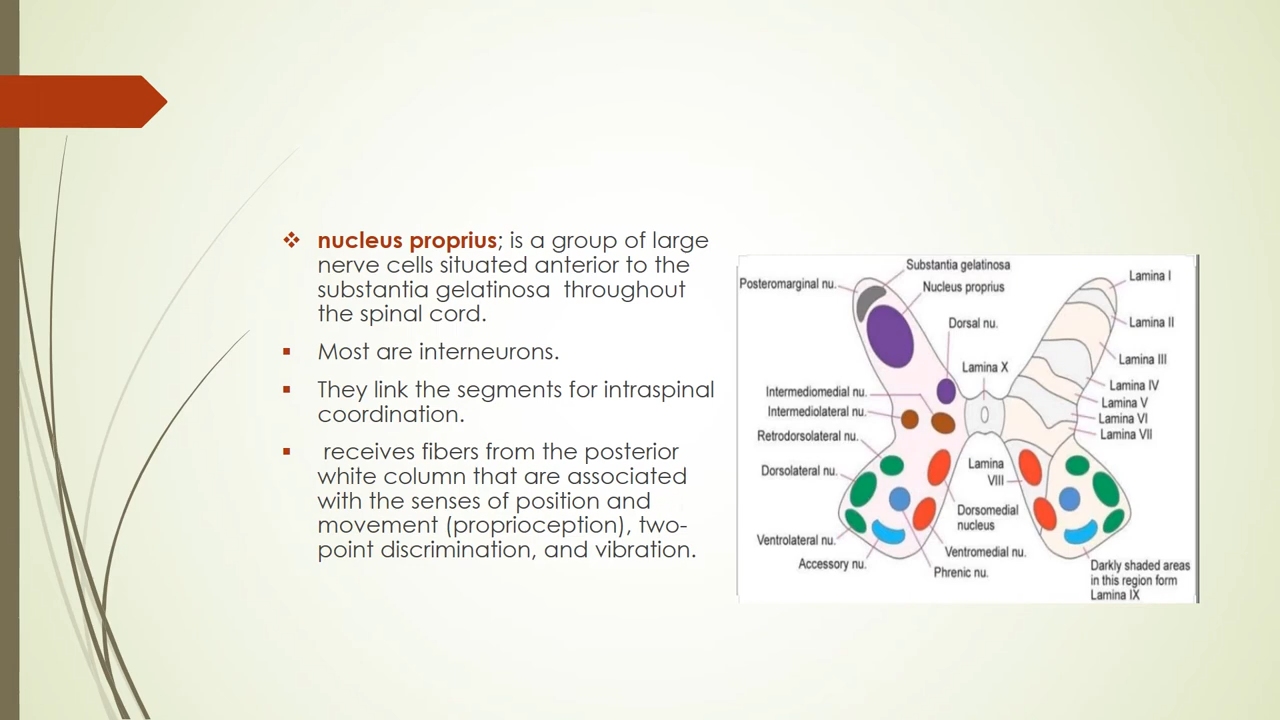 ❖ nucleus proprius; is a group of large
nerve cells situated anterior to the
substantia gelatinosa  throughout
the spinal cord.
▪ Most are interneurons.
▪ They link the segments for intraspinal
coordination.
▪ receives fibers from the posterior
white column that are associated
with the senses of position and
movement (proprioception), two-
point discrimination, and vibration.
Substantia gelatinosa
Posteromarginal nu.
Nucleus proprius
Dorsal nu.
Lamina X
Intermediomedial nu.
Intermediolateral nu.
Retrodorsolateral nu.
Dorsolateral nu.
Ventrolateral nu.
Accessory nu.
Phrenic nu.
Ventromedial nu.
Dorsomedial
nucleus
Lamina
VIII
Lamina I
Lamina II
Lamina III
Lamina IV
Lamina V
Lamina VI
Lamina VII
Darkly shaded areas
in this region form
Lamina IX